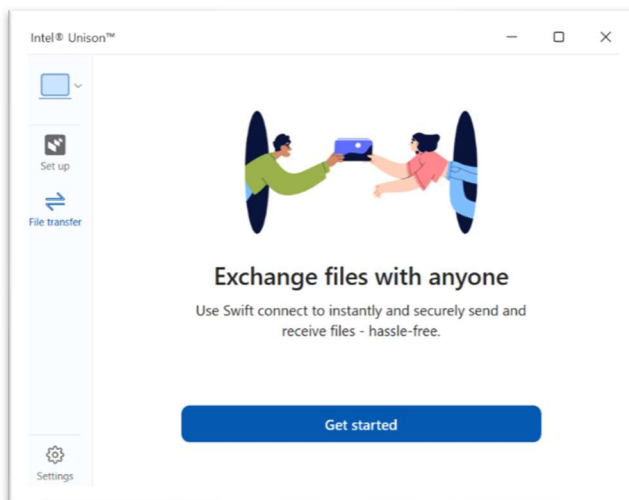 Intel® Unison™
Set up
File transfer
Exchange files with anyone
Use Swift connect to instantly and securely send and
receive files - hassle-free.
Get started
Settings